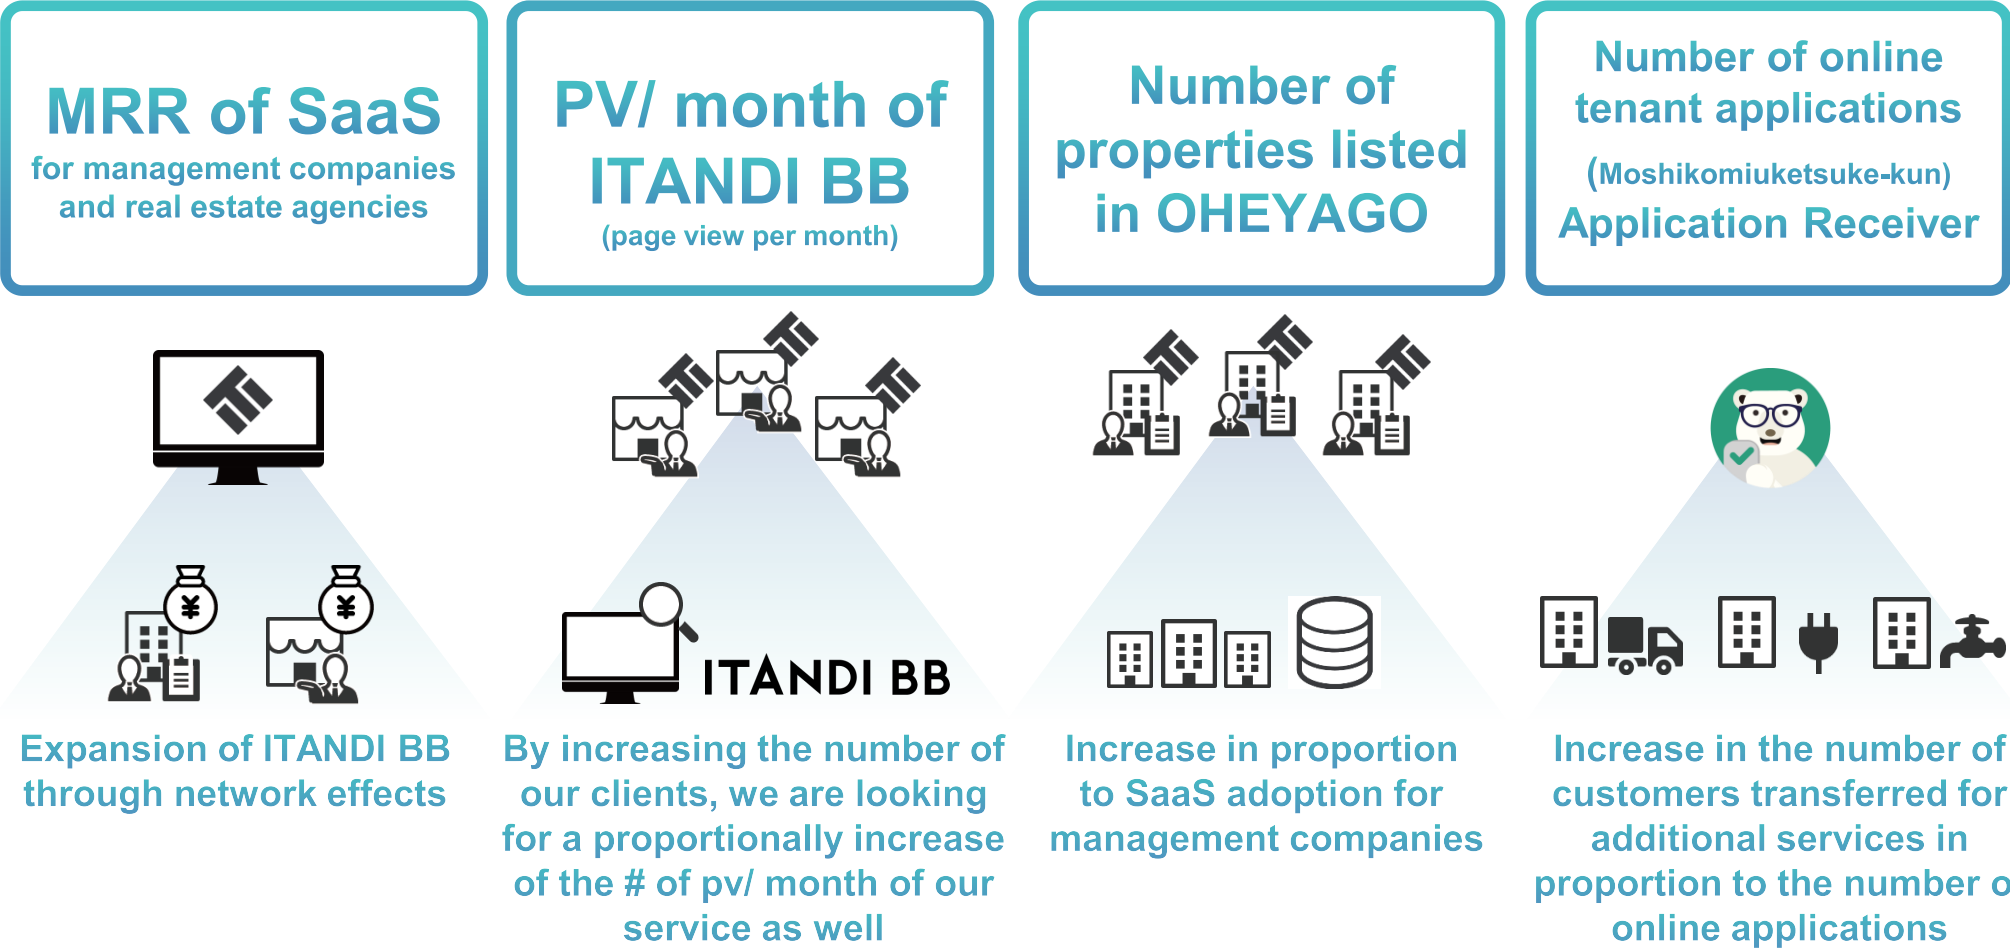 MRR of SaaS
for management companies
and real estate agencies
PV/ month of
ITANDI BB
(page view per month)
Number of
properties listed
in OHEYAGO
Number of online
tenant applications
(Moshikomiuketsuke-kun)
Application Receiver
¥
¥
ITANDI BB
Expansion of ITANDI BB
through network effects
By increasing the number of
our clients, we are looking
for a proportionally increase
of the # of pv/ month of our
service as well
Increase in proportion
to SaaS adoption for
management companies
Increase in the number of
customers transferred for
additional services in
proportion to the number o
online applications